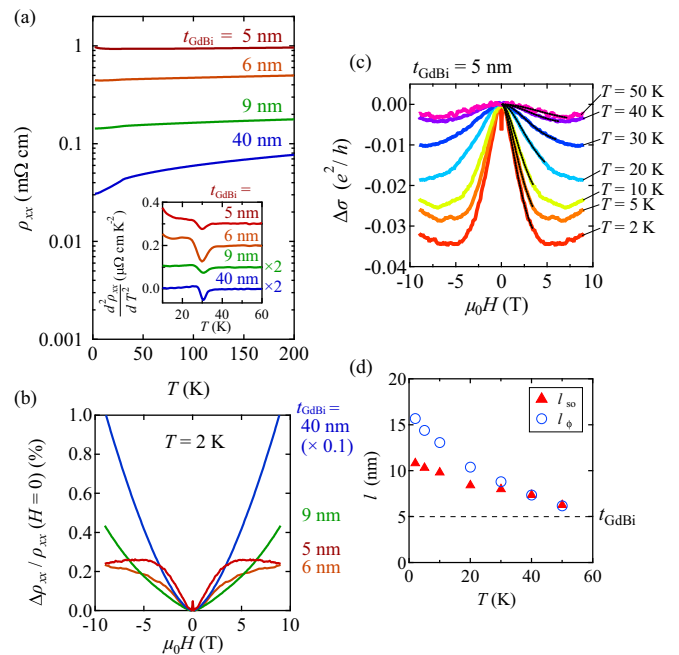 (a)
t_GdBi = 5 nm
6 nm
9 nm
40 nm
1
0.1
0.01
0.001
ρ_xx (mΩ cm)
0 50 100 150 200
T (K)
t_GdBi =
5 nm
6 nm
9 nm ×2
40 nm ×2
0.4
0.2
0.0
d²ρ_xx / dT² (μΩ cm K⁻²)
20 40 60
T (K)
(b)
T = 2 K
t_GdBi =
40 nm
(× 0.1)
9 nm
5 nm
6 nm
1.0
0.8
0.6
0.4
0.2
0.0
Δρ_xx / ρ_xx (H = 0) (%)
-10 -5 0 5 10
μ₀H (T)
(c)
t_GdBi = 5 nm
0.00
-0.01
-0.02
-0.03
-0.04
Δσ (e² / h)
T = 50 K
T = 40 K
T = 30 K
T = 20 K
T = 10 K
T = 5 K
T = 2 K
-10 -5 0 5 10
μ₀H (T)
(d)
20
15
10
5
0
l (nm)
l_so
l_ϕ
t_GdBi
0 20 40 60
T (K)